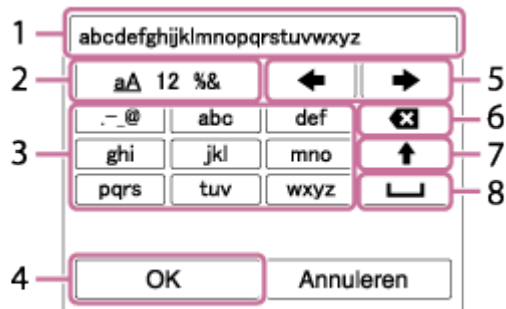 1 abcdefghijklmnopqrstuvwxyz
2 aA 12 %& 5
.-_@ abc def 6
3 ghi jkl mno 7
pqrs tuv wxyz 8
4 OK Annuleren